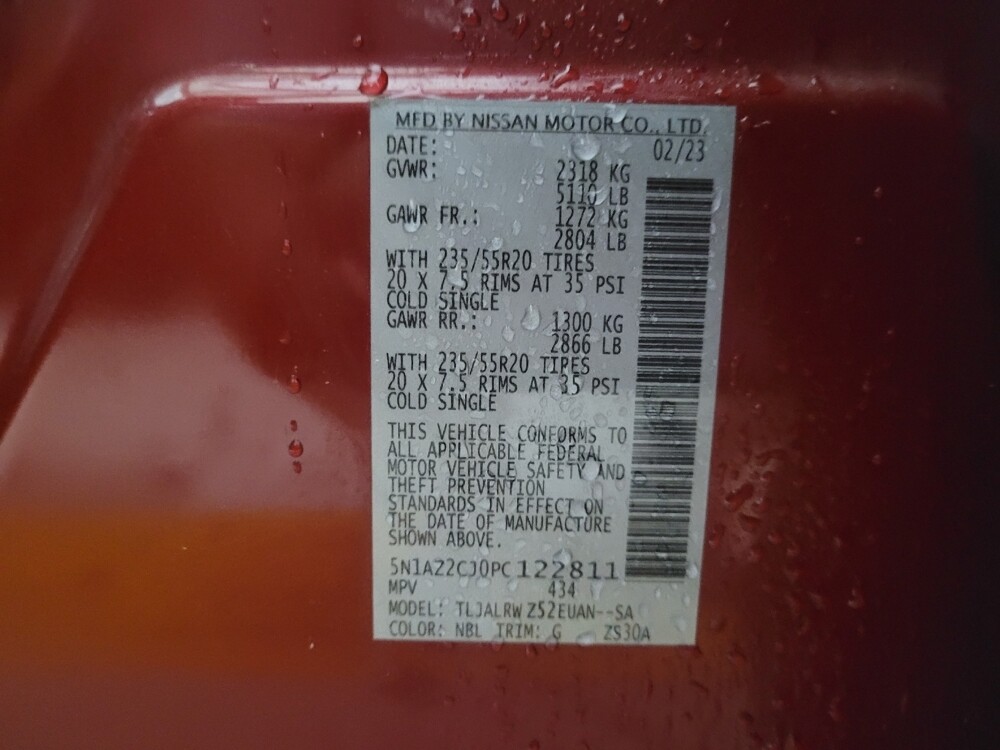 MFD BY NISSAN MOTOR CO., LTD.
DATE: 02/23
GVWR: 2318 KG
5110 LB
GAWR FR.: 1272 KG
2804 LB
WITH 235/55R20 TIRES
20 X 7.5 RIMS AT 35 PSI
COLD SINGLE
GAWR RR.: 1300 KG
2866 LB
WITH 235/55R20 TIRES
20 X 7.5 RIMS AT 35 PSI
COLD SINGLE
THIS VEHICLE CONFORMS TO
ALL APPLICABLE FEDERAL
MOTOR VEHICLE SAFETY AND
THEFT PREVENTION
STANDARDS IN EFFECT ON
THE DATE OF MANUFACTURE
SHOWN ABOVE.
5N1AZ2CJ0PC122811
MPV 434
MODEL: TLJALRWZ52EUAN--SA
COLOR: NBL TRIM: G ZS30A